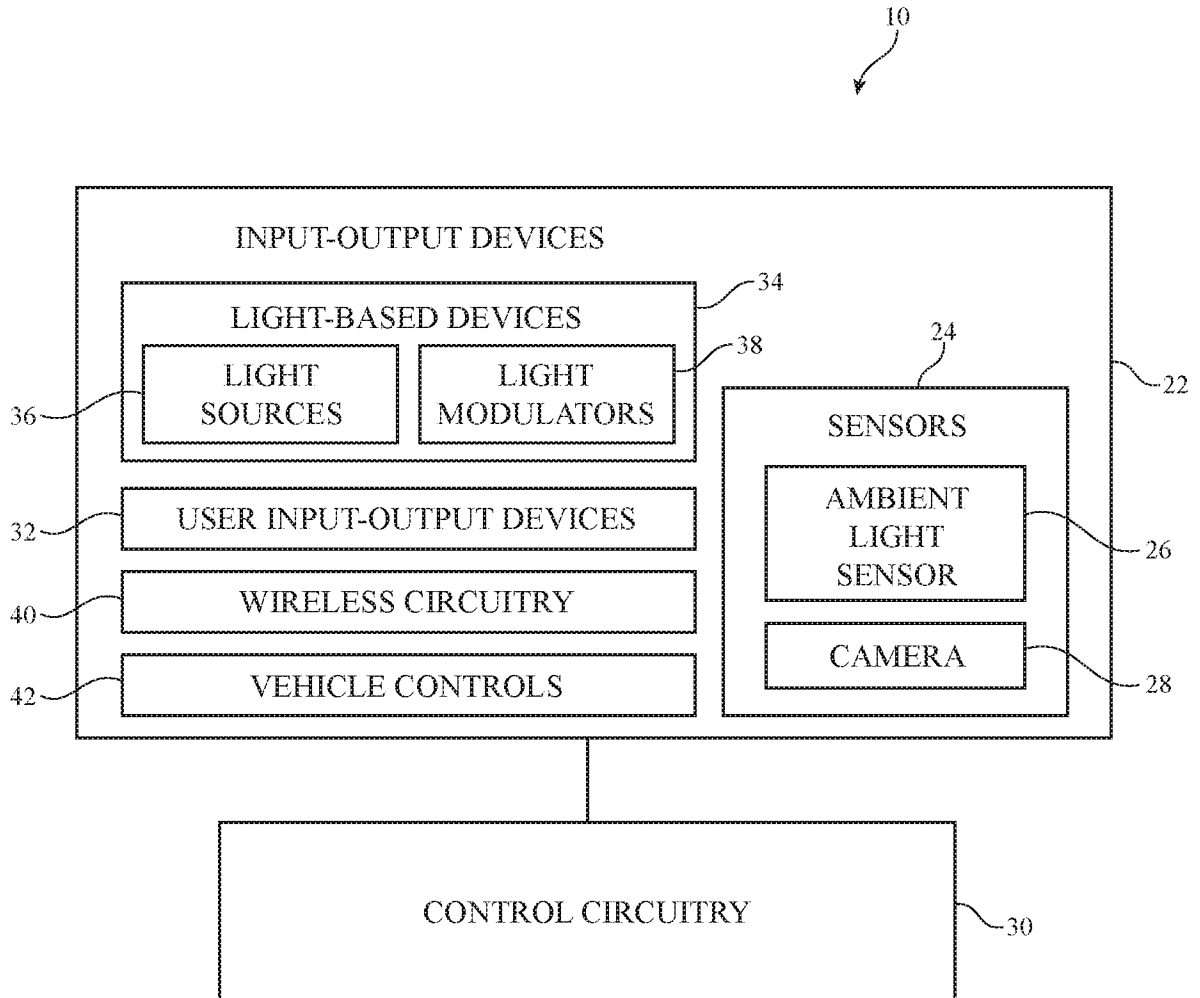 10
INPUT-OUTPUT DEVICES
34
LIGHT-BASED DEVICES
38
24
LIGHT
SOURCES
LIGHT
MODULATORS
36
22
SENSORS
32
USER INPUT-OUTPUT DEVICES
AMBIENT
LIGHT
SENSOR
26
40
WIRELESS CIRCUITRY
CAMERA
28
42
VEHICLE CONTROLS
CONTROL CIRCUITRY
30